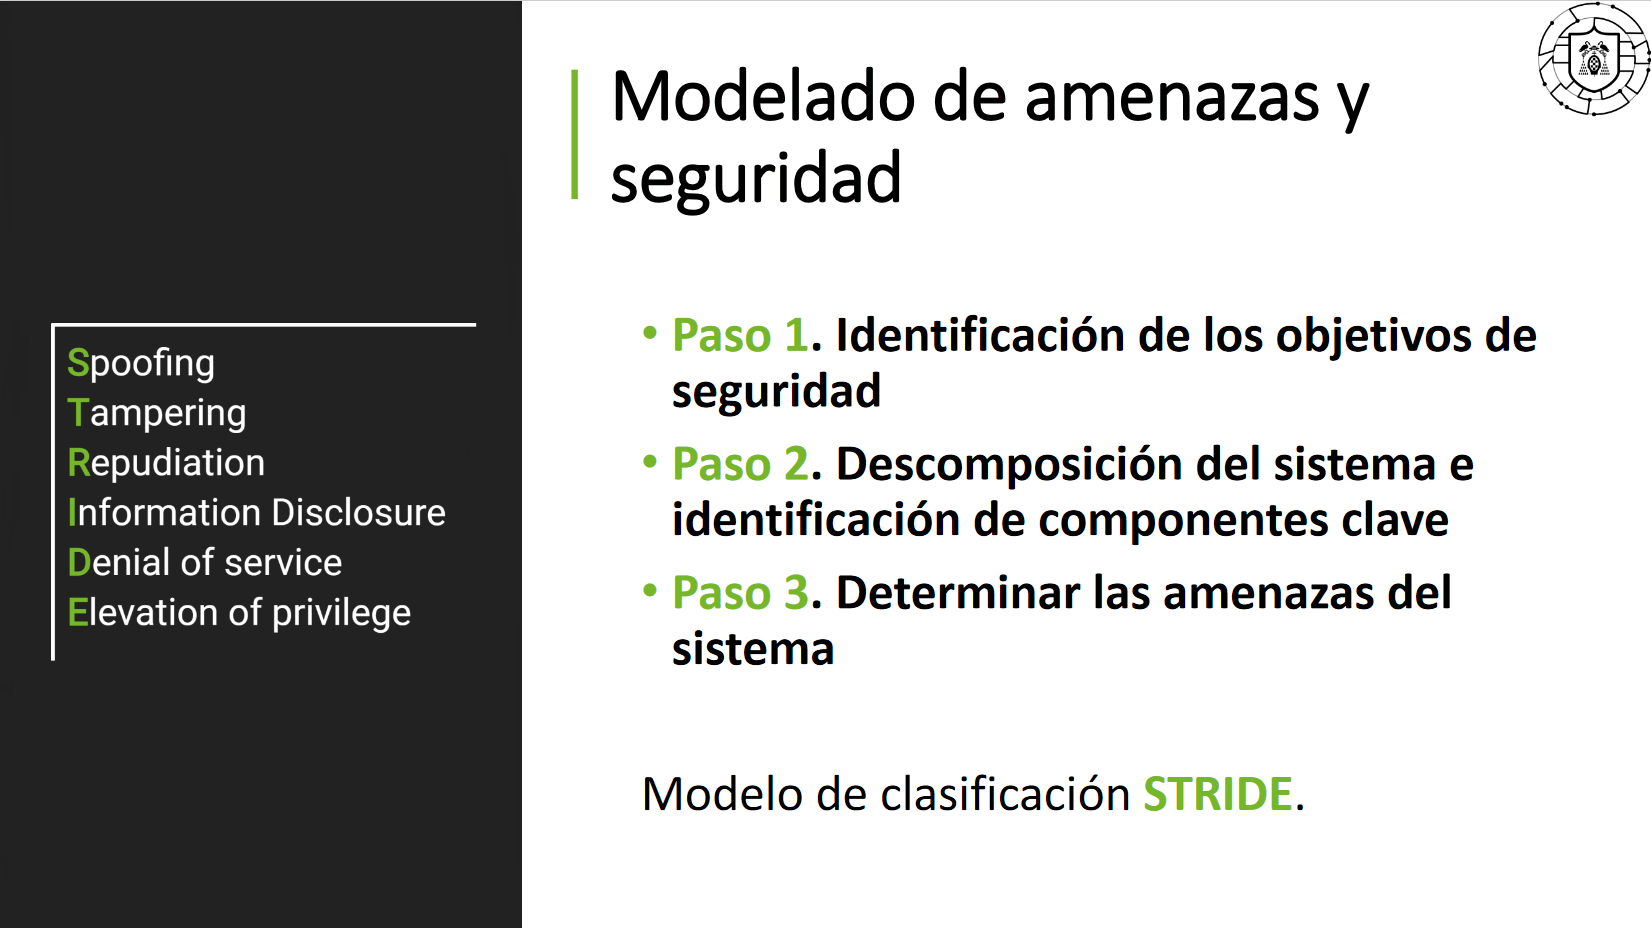 Modelado de amenazas y
seguridad
Spoofing
Tampering
Repudiation
Information Disclosure
Denial of service
Elevation of privilege
• Paso 1. Identificación de los objetivos de
seguridad
• Paso 2. Descomposición del sistema e
identificación de componentes clave
• Paso 3. Determinar las amenazas del
sistema
Modelo de clasificación STRIDE.